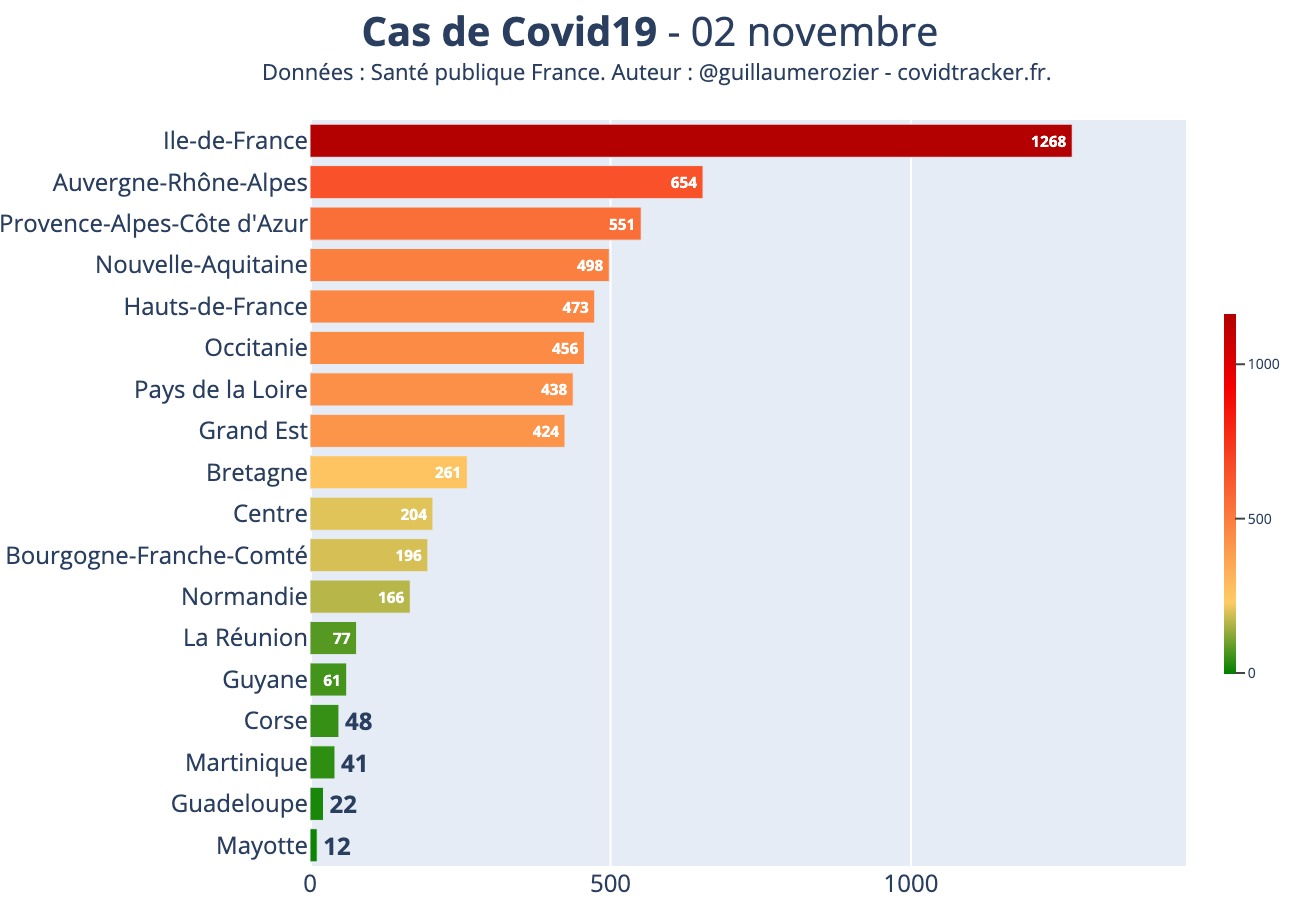 Cas de Covid19 - 02 novembre
Données : Santé publique France. Auteur : @guillaumerozier - covidtracker.fr.
Ile-de-France 1268
Auvergne-Rhône-Alpes 654
Provence-Alpes-Côte d'Azur 551
Nouvelle-Aquitaine 498
Hauts-de-France 473
Occitanie 456
Pays de la Loire 438
Grand Est 424
Bretagne 261
Centre 204
Bourgogne-Franche-Comté 196
Normandie 166
La Réunion 77
Guyane 61
Corse 48
Martinique 41
Guadeloupe 22
Mayotte 12
0 500 1000
1000
500
0